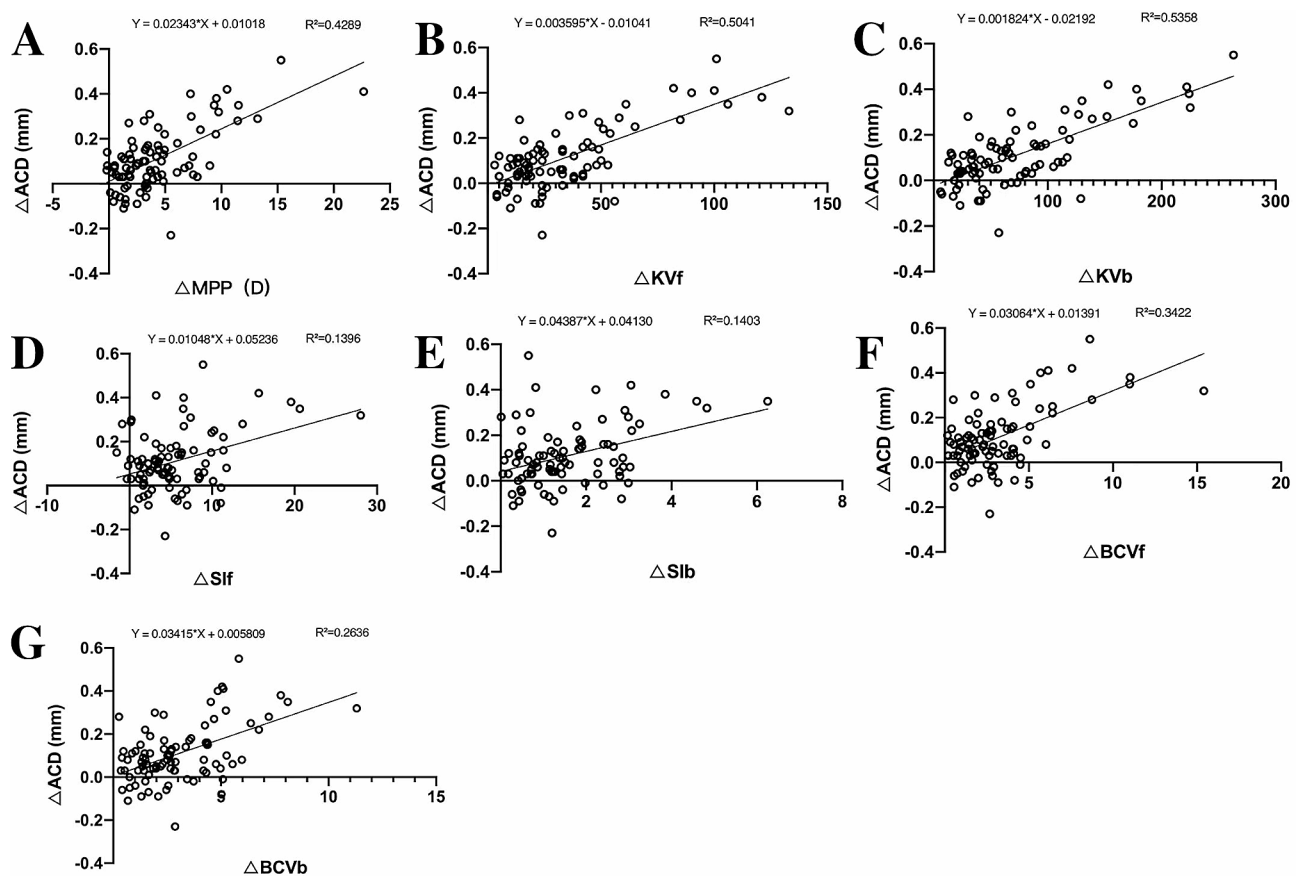 A
Y = 0.02343*X + 0.01018 R²=0.4289
0.6
0.4
0.2
0.0
-0.2
-0.4
-5 5 10 15 20 25
△ACD (mm)
△MPP (D)
B
Y = 0.003595*X - 0.01041 R²=0.5041
0.6
0.4
0.2
0.0
-0.2
-0.4
50 100 150
△ACD (mm)
△KVf
C
Y = 0.001824*X - 0.02192 R²=0.5358
0.6
0.4
0.2
0.0
-0.2
-0.4
100 200 300
△ACD (mm)
△KVb
D
Y = 0.01048*X + 0.05236 R²=0.1396
0.6
0.4
0.2
0.0
-0.2
-0.4
-10 10 20 30
△ACD (mm)
△SIf
E
Y = 0.04387*X + 0.04130 R²=0.1403
0.6
0.4
0.2
0.0
-0.2
-0.4
2 4 6 8
△ACD (mm)
△SIb
F
Y = 0.03064*X + 0.01391 R²=0.3422
0.6
0.4
0.2
0.0
-0.2
-0.4
5 10 15 20
△ACD (mm)
△BCVf
G
Y = 0.03415*X + 0.005809 R²=0.2636
0.6
0.4
0.2
0.0
-0.2
-0.4
5 10 15
△ACD (mm)
△BCVb